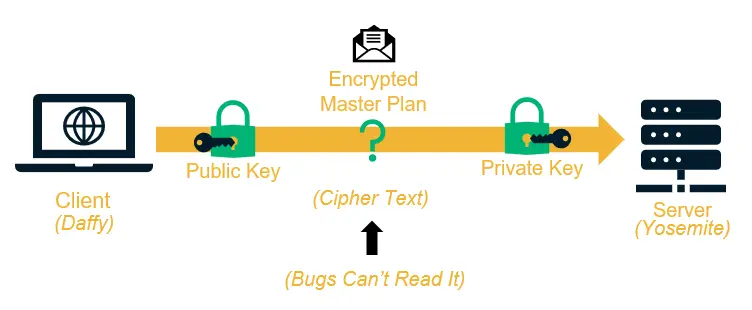 Encrypted
Master Plan
Public Key
Private Key
Client
(Daffy)
(Cipher Text)
Server
(Yosemite)
(Bugs Can't Read It)